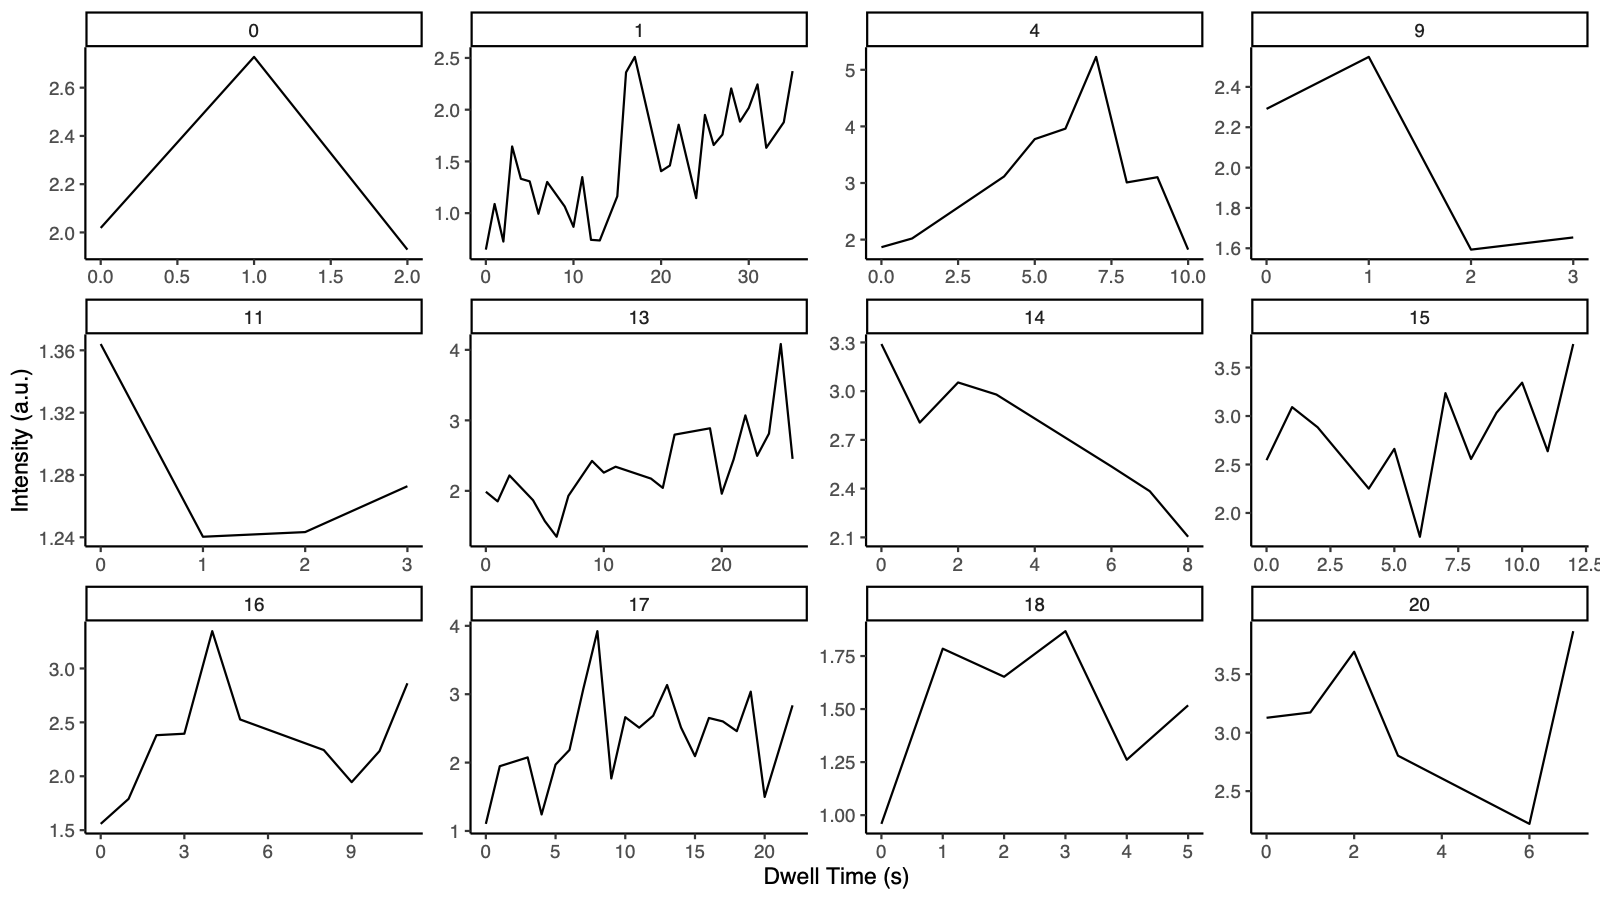 0 1 4 9
2.6 2.4 2.2 2.0
0.0 0.5 1.0 1.5 2.0
2.5 2.0 1.5 1.0
0 10 20 30
5 4 3 2
0.0 2.5 5.0 7.5 10.0
2.4 2.2 2.0 1.8 1.6
0 1 2 3
11 13 14 15
1.36 1.32 1.28 1.24
0 1 2 3
4 3 2
0 10 20
3.3 3.0 2.7 2.4 2.1
0 2 4 6 8
3.5 3.0 2.5 2.0
0.0 2.5 5.0 7.5 10.0 12.5
16 17 18 20
3.0 2.5 2.0 1.5
0 3 6 9
4 3 2 1
0 5 10 15 20
1.75 1.50 1.25 1.00
0 1 2 3 4 5
3.5 3.0 2.5
0 2 4 6
Intensity (a.u.)
Dwell Time (s)